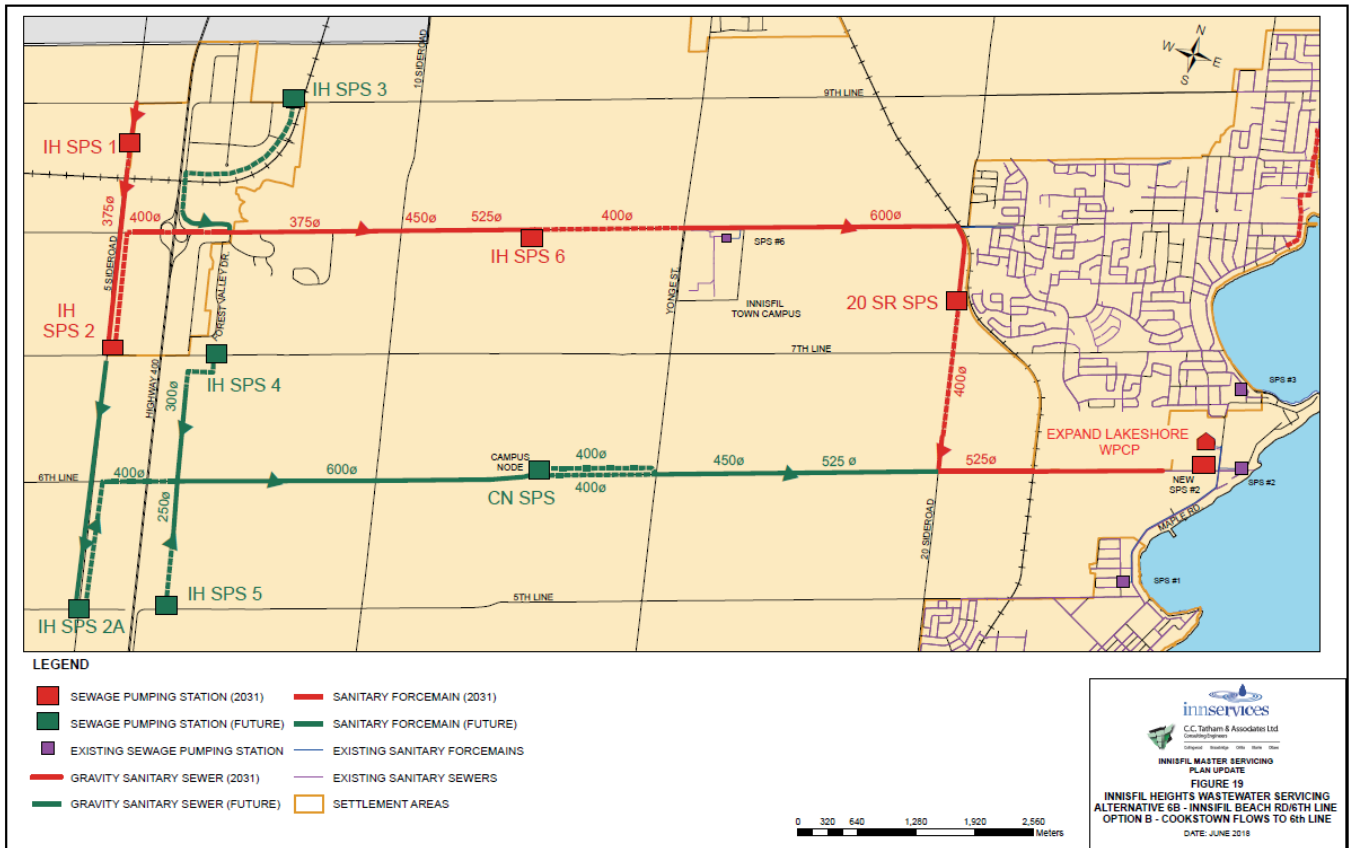 N
W
E
S
10 SIDEROAD
IH SPS 3
9TH LINE
IH SPS 1
375ø
400ø
375ø
450ø
525ø
400ø
600ø
5 SIDEROAD
IH SPS 6
SPS #6
FOREST VALLEY DR.
YONGE ST.
INNISFIL
TOWN CAMPUS
20 SR SPS
IH
SPS 2
7TH LINE
HIGHWAY 400
IH SPS 4
300ø
400ø
SPS #3
EXPAND LAKESHORE
WPCP
CAMPUS
NODE
400ø
450ø
525 ø
525ø
400ø
600ø
6TH LINE
CN SPS
400ø
NEW
SPS #2
SPS #2
250ø
MAPLE RD.
20 SIDEROAD
SPS #1
IH SPS 5
5TH LINE
IH SPS 2A
LEGEND
SEWAGE PUMPING STATION (2031)
SANITARY FORCEMAIN (2031)
SEWAGE PUMPING STATION (FUTURE)
SANITARY FORCEMAIN (FUTURE)
EXISTING SEWAGE PUMPING STATION
EXISTING SANITARY FORCEMAINS
GRAVITY SANITARY SEWER (2031)
EXISTING SANITARY SEWERS
GRAVITY SANITARY SEWER (FUTURE)
SETTLEMENT AREAS
0 320 640 1,280 1,920 2,560
Meters
innservices
C.C. Tatham & Associates Ltd.
Consulting Engineers
Collingwood Bracebridge Orillia Barrie Ottawa
INNISFIL MASTER SERVICING
PLAN UPDATE
FIGURE 19
INNISFIL HEIGHTS WASTEWATER SERVICING
ALTERNATIVE 6B - INNSIFIL BEACH RD/6TH LINE
OPTION B - COOKSTOWN FLOWS TO 6th LINE
DATE: JUNE 2018